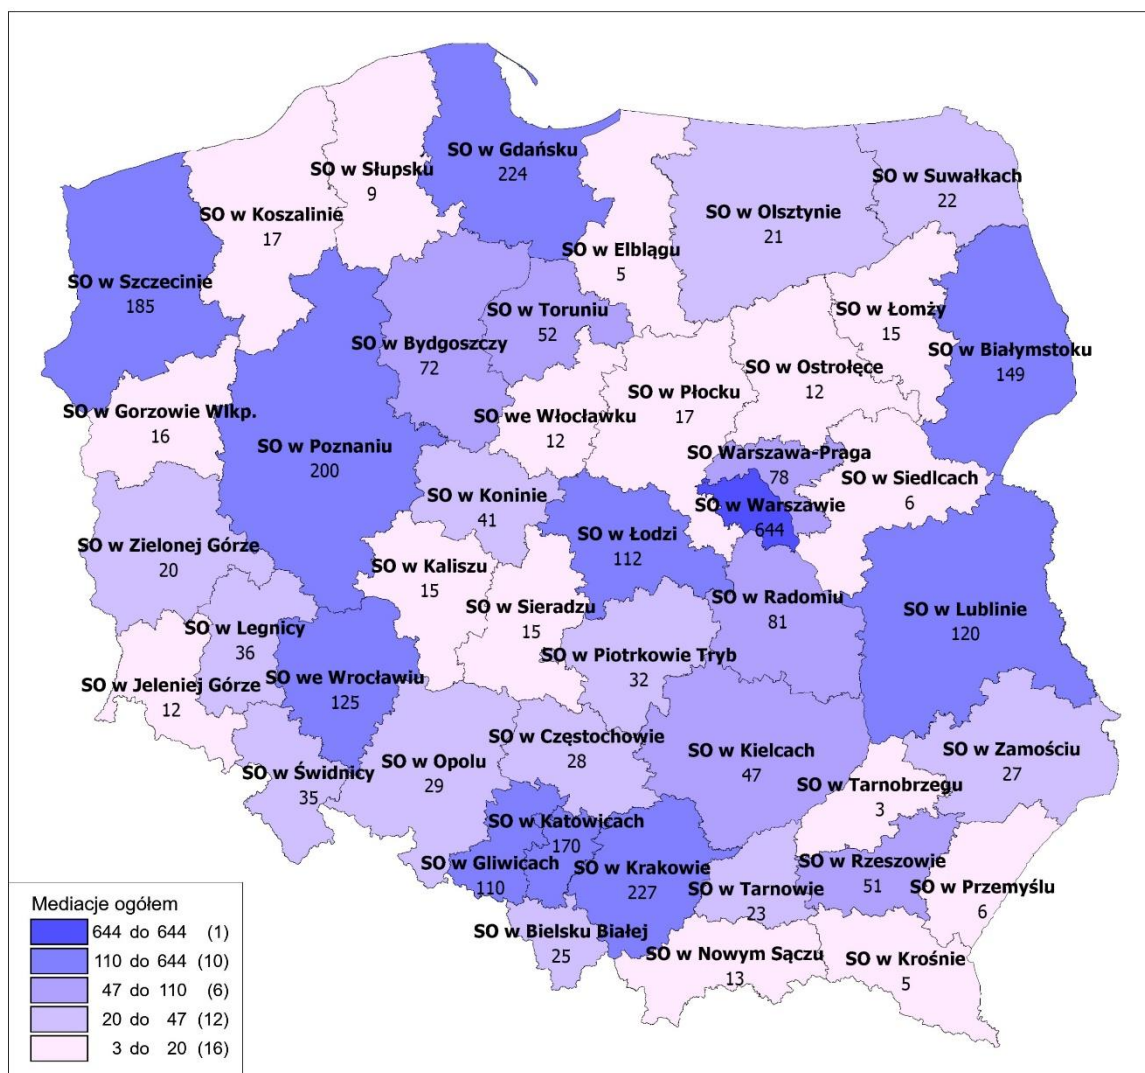 SO w Gdańsku
224
SO w Słupsku
9
SO w Suwałkach
22
SO w Koszalinie
17
SO w Olsztynie
21
SO w Elblągu
5
SO w Szczecinie
185
SO w Toruniu
52
SO w Łomży
15
SO w Bydgoszczy
72
SO w Białymstoku
149
SO w Ostrołęce
12
SO w Płocku
17
SO w Gorzowie Wlkp.
16
SO we Włocławku
12
SO w Poznaniu
200
SO Warszawa-Praga
78
SO w Siedlcach
6
SO w Koninie
41
SO w Warszawie
644
SO w Łodzi
112
SO w Zielonej Górze
20
SO w Kaliszu
15
SO w Radomiu
81
SO w Sieradzu
15
SO w Lublinie
120
SO w Legnicy
36
SO w Piotrkowie Tryb
32
SO we Wrocławiu
125
SO w Jeleniej Górze
12
SO w Częstochowie
28
SO w Kielcach
47
SO w Zamościu
27
SO w Opolu
29
SO w Świdnicy
35
SO w Tarnobrzegu
3
SO w Katowicach
170
SO w Gliwicach
110
SO w Krakowie
227
SO w Rzeszowie
51
SO w Tarnowie
23
SO w Przemyślu
6
SO w Bielsku Białej
25
SO w Nowym Sączu
13
SO w Krośnie
5
Mediacje ogółem
644 do 644 (1)
110 do 644 (10)
47 do 110 (6)
20 do 47 (12)
3 do 20 (16)